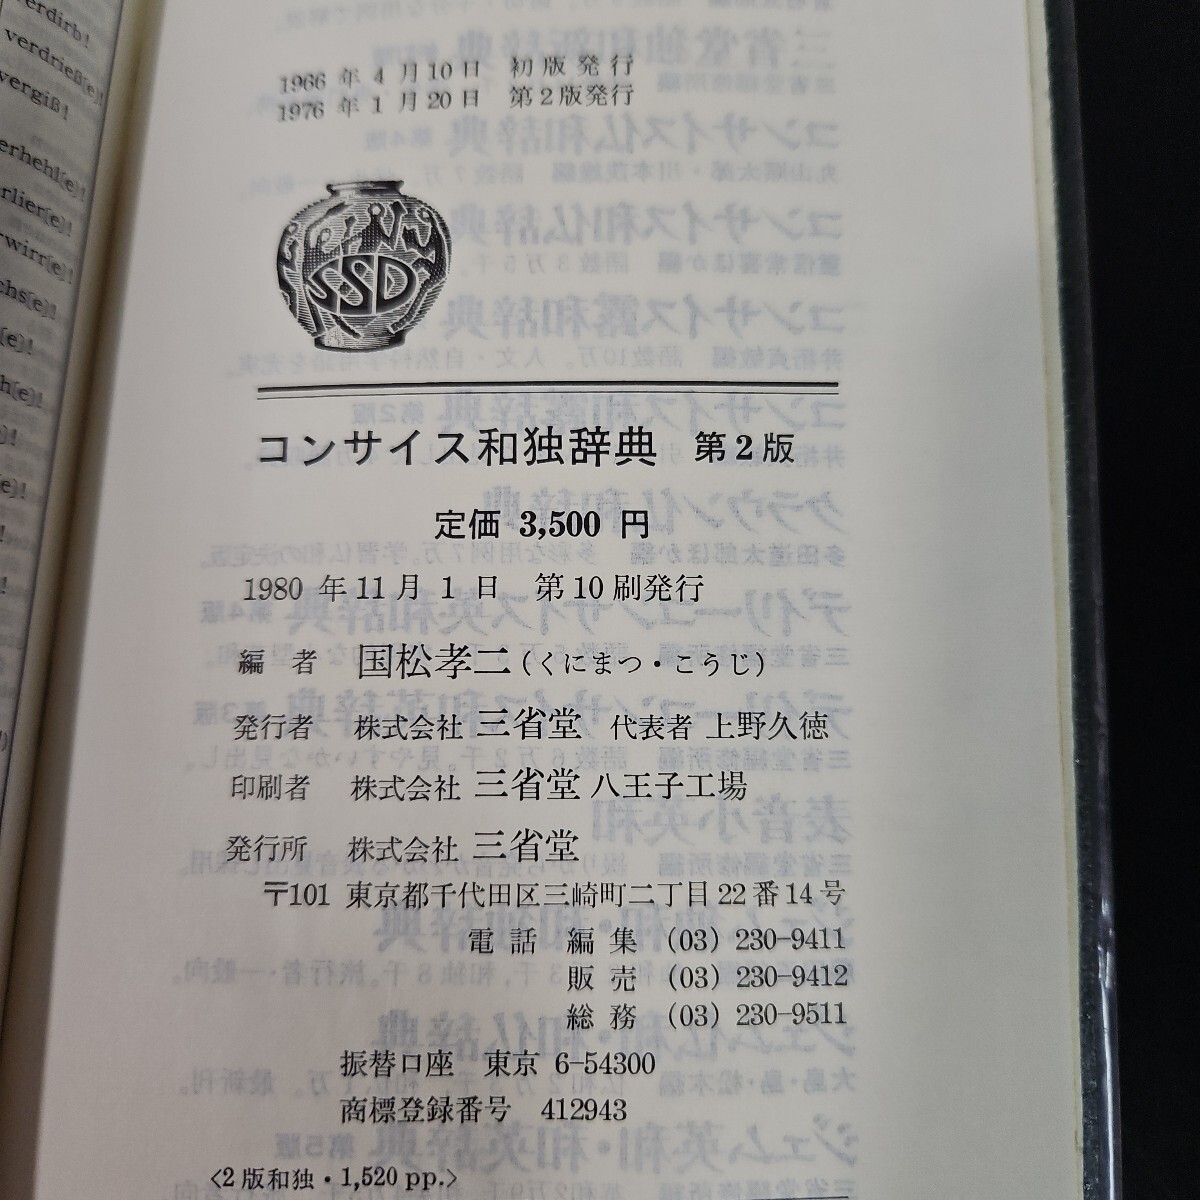 verdirb!
verdrieß(e)!
vergiß!
1966 年 4 月 10 日 初版発行
1976 年 1 月 20 日 第2版発行
SSD
コンサイス和独辞典 第2版
定価 3,500 円
1980 年 11 月 1 日 第 10 刷発行
編 者 国松孝二(くにまつ・こうじ)
発行者 株式会社 三省堂 代表者 上野久徳
印刷者 株式会社 三省堂 八王子工場
発行所 株式会社 三省堂
〒101 東京都千代田区三崎町二丁目22番14号
電話 編集 (03) 230-9411
販売 (03) 230-9412
総務 (03) 230-9511
振替口座 東京 6-54300
商標登録番号 412943
<2版和独・1,520 pp.>